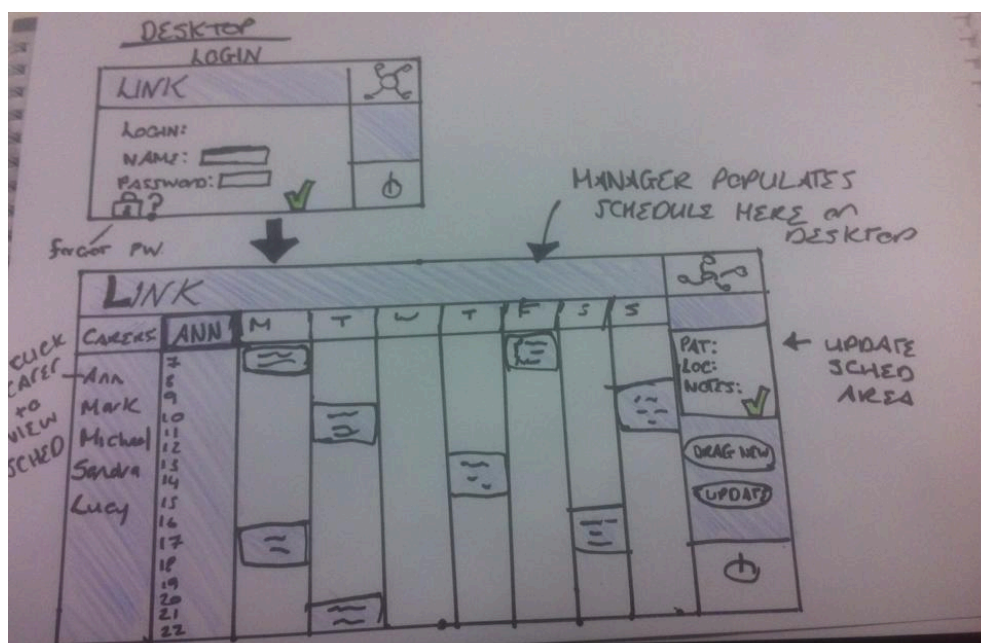 DESKTOP
LOGIN
LINK
LOGIN:
NAME:
PASSWORD:
?
forgot PW.
MANAGER POPULATES
SCHEDULE HERE on
DESKTOP
LINK
CARERS ANN M T W T F S S
CLICK
CARER
TO
VIEW
SCHED
Ann
Mark
Michael
Sandra
Lucy
7
8
9
10
11
12
13
14
15
16
17
18
19
20
21
22
PAT:
LOC:
NOTES:
DRAG NEW
UPDATE
UPDATE
SCHED
AREA